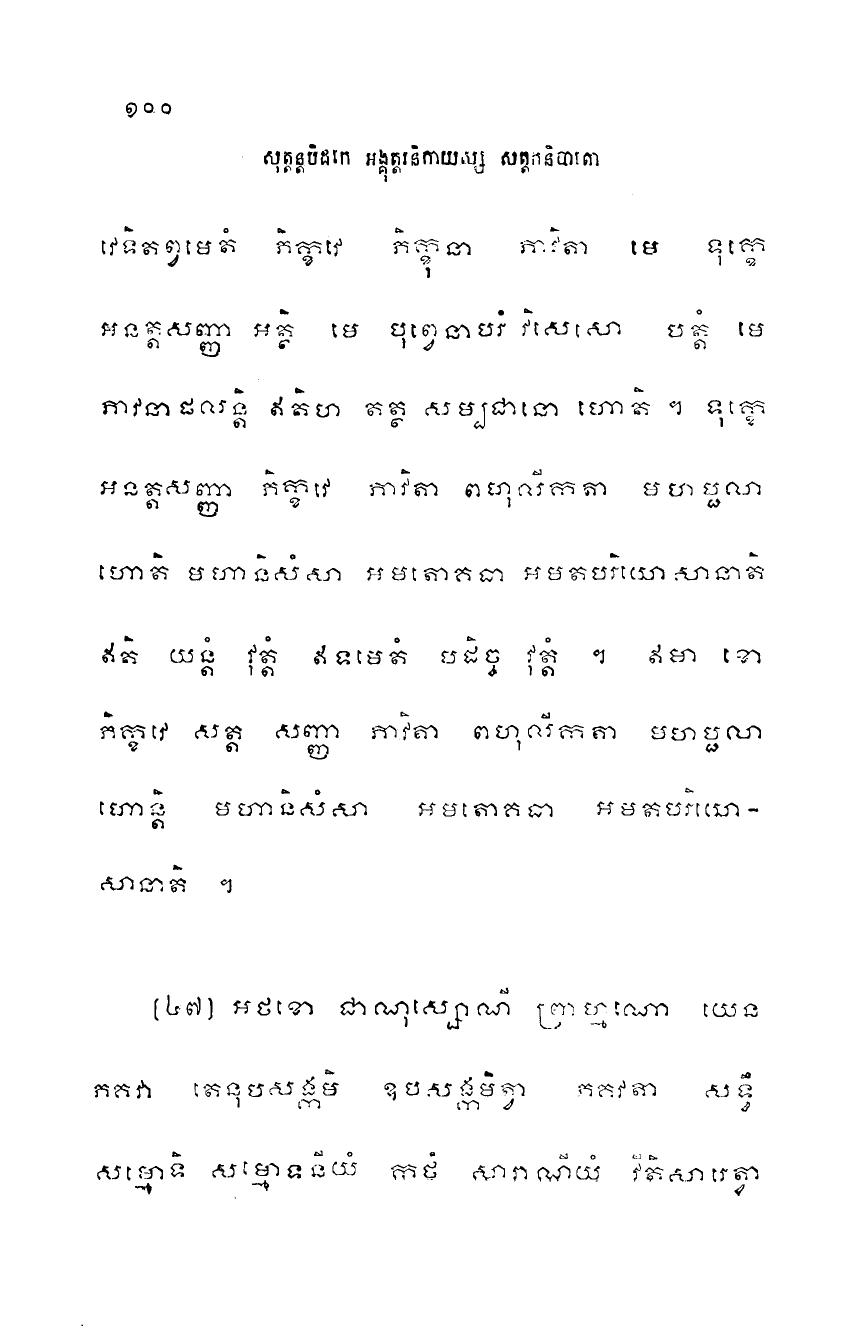 ១០០
សុត្តន្តបិដកេ អង្គុត្តរនិកាយស្ស សត្តកនិបាតោ
វេទិតព្វមេតំ ភិក្ខវេ ភិក្ខុនា ភាវិតា មេ ទុក្ខេ
អនត្តសញ្ញា អត្ថិ មេ បុព្វេនាបរំ វិសេសោ បត្តំ មេ
ភាវនាផលន្តិ ឥតិហ តត្ថ សម្បជានោ ហោតិ ។ ទុក្ខេ
អនត្តសញ្ញា ភិក្ខវេ ភាវិតា ពហុលីកតា មហប្ផលា
ហោតិ មហានិសំសា អមតោគធា អមតបរិយោសានាតិ
ឥតិ យន្តំ វុត្តំ ឥទមេតំ បដិច្ច វុត្តំ ។ ឥមា ខោ
ភិក្ខវេ សត្ត សញ្ញា ភាវិតា ពហុលីកតា មហប្ផលា
ហោន្តិ មហានិសំសា អមតោគធា អមតបរិយោ-
សានាតិ ។
(៤៧) អថខោ ជាណុស្សោណី ព្រាហ្មណោ យេន
ភគវា តេនុបសង្កមិ ឧបសង្កមិត្វា ភគវតា សទ្ធឹ
សម្មោទិ សម្មោទនីយំ កថំ សារាណីយំ វីតិសារេត្វា